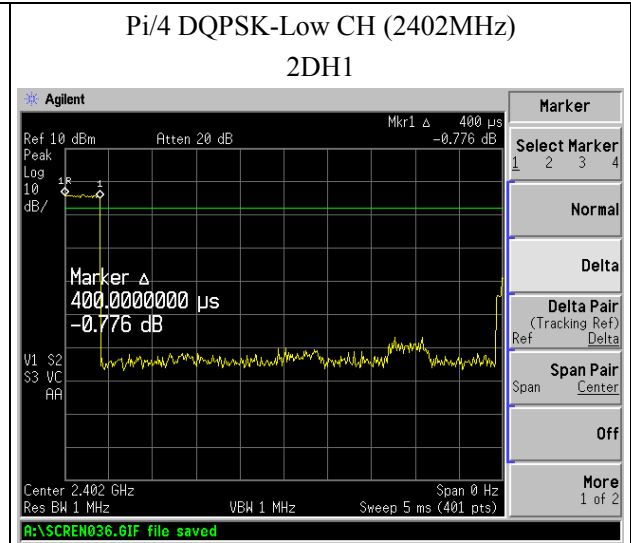 Pi/4 DQPSK-Low CH (2402MHz)
2DH1
Agilent
Mkr1 Δ 400 µs
Ref 10 dBm Atten 20 dB -0.776 dB
Peak
Log
10
dB/
1R
1
Marker Δ
400.0000000 µs
-0.776 dB
V1 S2
S3 VC
AA
Center 2.402 GHz Span 0 Hz
Res BW 1 MHz VBW 1 MHz Sweep 5 ms (401 pts)
A:\SCREN036.GIF file saved
Marker
Select Marker
1 2 3 4
Normal
Delta
Delta Pair
(Tracking Ref)
Ref Delta
Span Pair
Span Center
Off
More
1 of 2